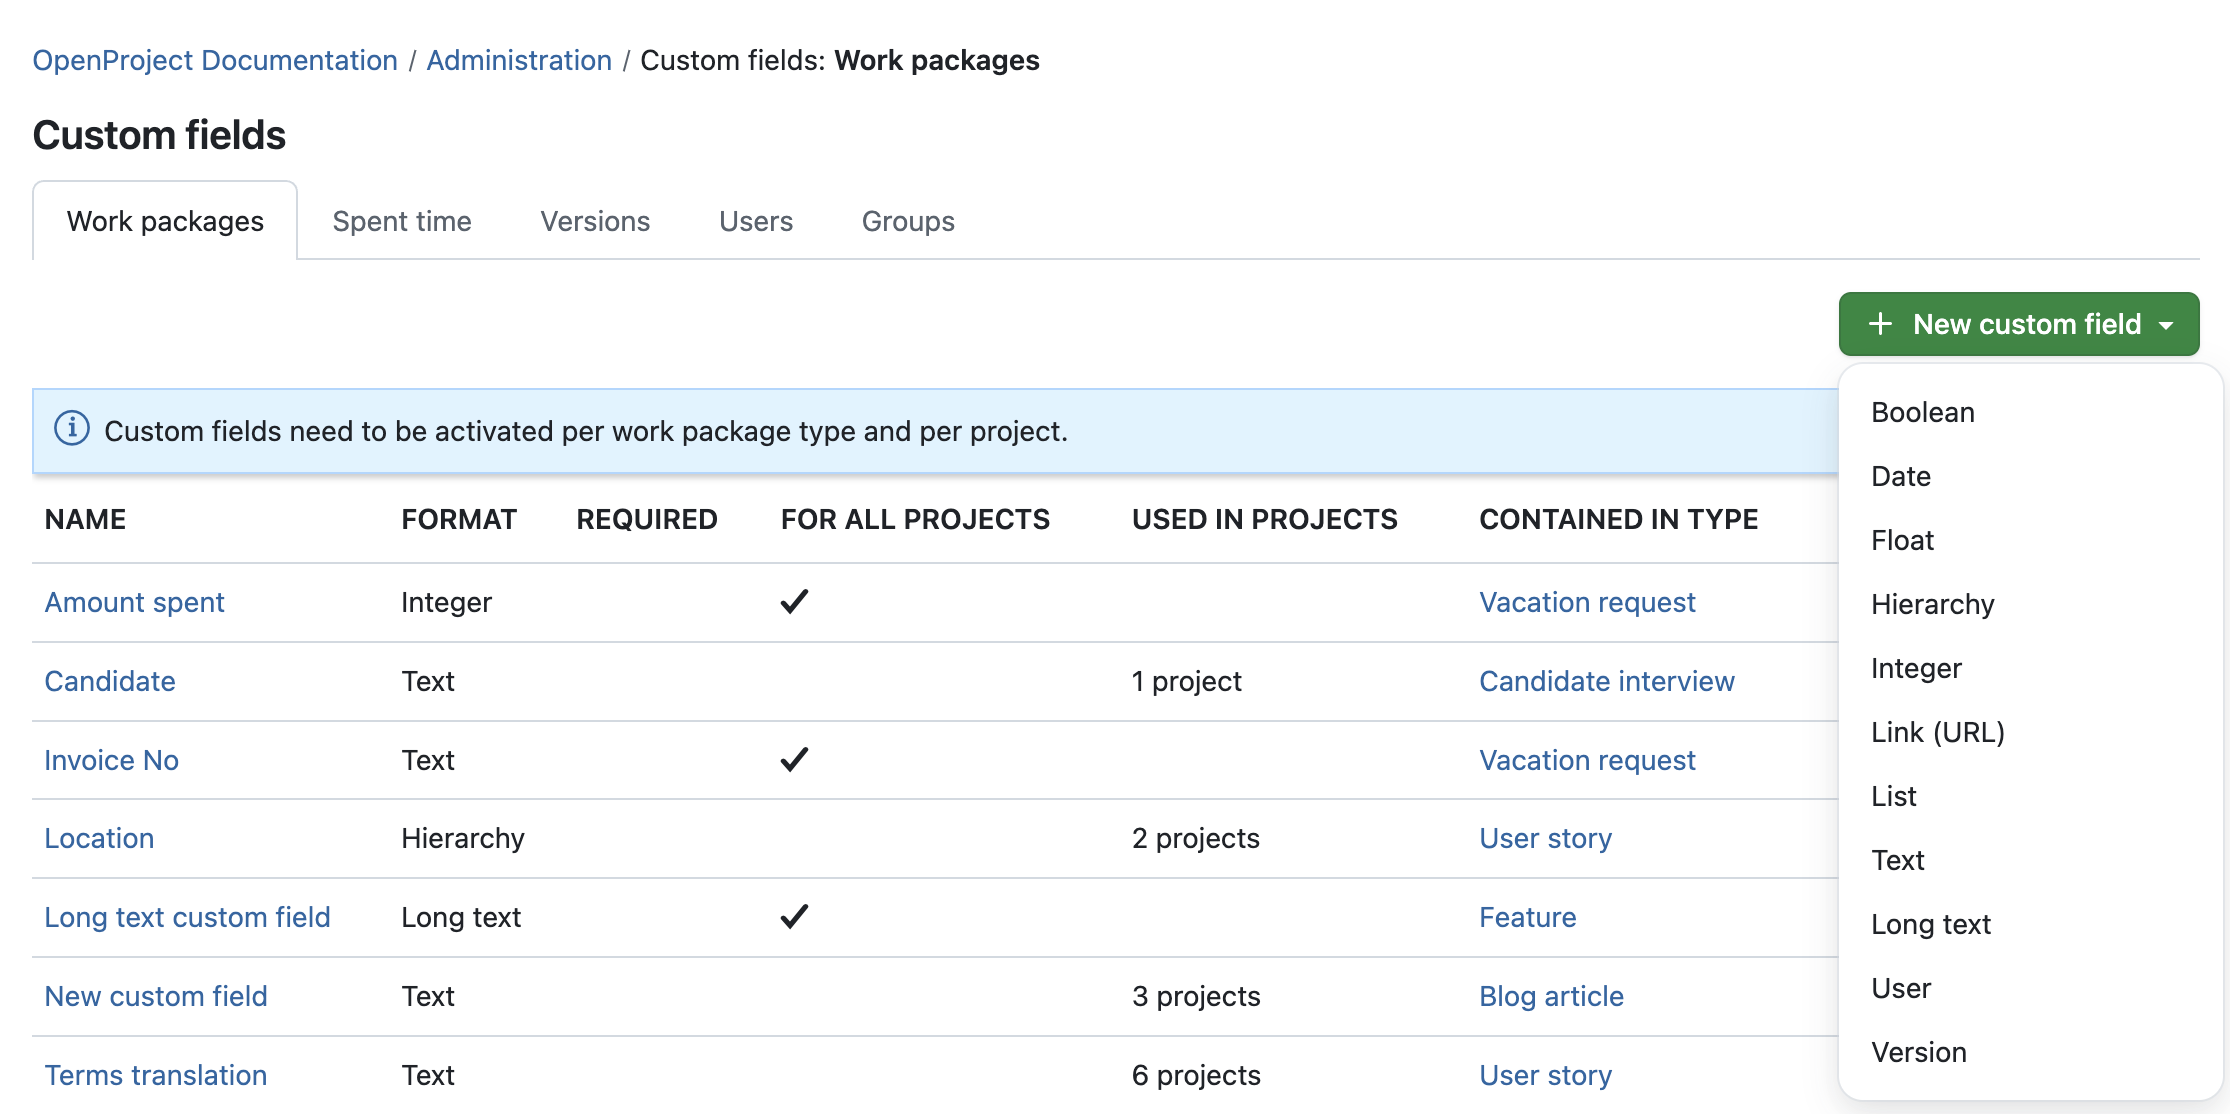 OpenProject Documentation / Administration / Custom fields: Work packages
Custom fields
Work packages Spent time Versions Users Groups
+ New custom field
Custom fields need to be activated per work package type and per project.
NAME FORMAT REQUIRED FOR ALL PROJECTS USED IN PROJECTS CONTAINED IN TYPE
Amount spent Integer ✓ Vacation request
Candidate Text 1 project Candidate interview
Invoice No Text ✓ Vacation request
Location Hierarchy 2 projects User story
Long text custom field Long text ✓ Feature
New custom field Text 3 projects Blog article
Terms translation Text 6 projects User story
Boolean
Date
Float
Hierarchy
Integer
Link (URL)
List
Text
Long text
User
Version